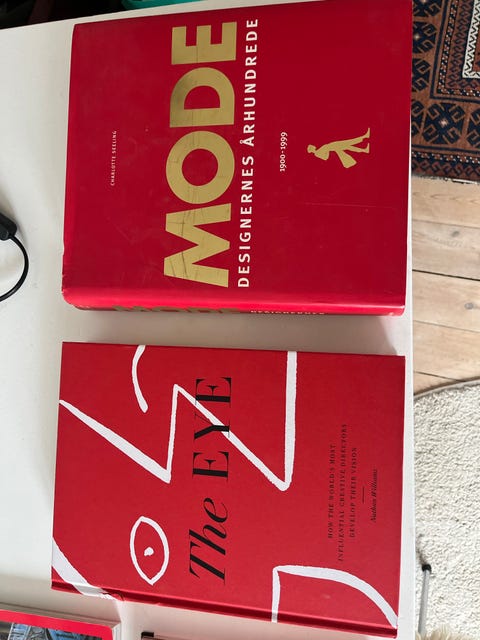 CHARLOTTE SEELING
MODE
DESIGNERNES ÅRHUNDREDE
1900-1999
The EYE
HOW THE WORLD'S MOST
INFLUENTIAL CREATIVE DIRECTORS
DEVELOP THEIR VISION
Nathan Williams